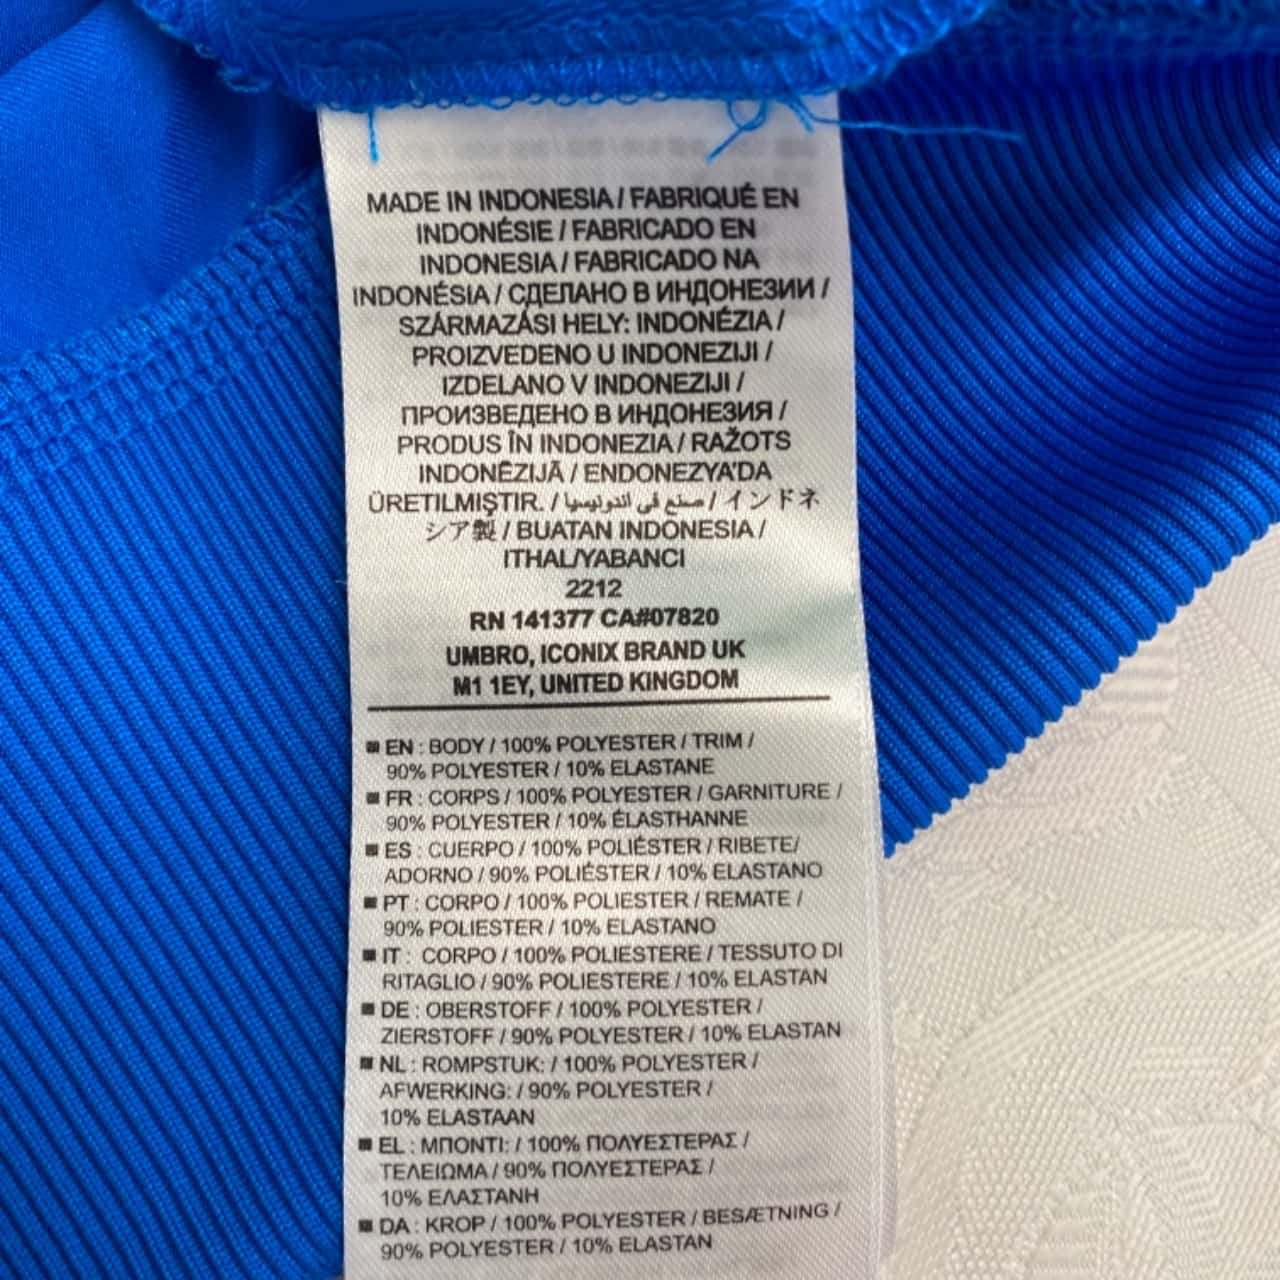 MADE IN INDONESIA / FABRIQUÉ EN
INDONÉSIE / FABRICADO EN
INDONESIA / FABRICADO NA
INDONÉSIA / СДЕЛАНО В ИНДОНЕЗИИ /
SZÁRMAZÁSI HELY: INDONÉZIA /
PROIZVEDENO U INDONEZIJI /
IZDELANO V INDONEZIJI /
ПРОИЗВЕДЕНО В ИНДОНЕЗИЯ /
PRODUS ÎN INDONEZIA / RAŽOTS
INDONĒZIJĀ / ENDONEZYA'DA
ÜRETILMIŞTIR. / صنع في اندونيسيا / インドネ
シア製 / BUATAN INDONESIA /
ITHAL/YABANCI
2212
RN 141377 CA#07820
UMBRO, ICONIX BRAND UK
M1 1EY, UNITED KINGDOM
EN : BODY / 100% POLYESTER / TRIM /
90% POLYESTER / 10% ELASTANE
FR : CORPS / 100% POLYESTER / GARNITURE /
90% POLYESTER / 10% ÉLASTHANNE
ES : CUERPO / 100% POLIÉSTER / RIBETE/
ADORNO / 90% POLIÉSTER / 10% ELASTANO
PT : CORPO / 100% POLIESTER / REMATE /
90% POLIESTER / 10% ELASTANO
IT : CORPO / 100% POLIESTERE / TESSUTO DI
RITAGLIO / 90% POLIESTERE / 10% ELASTAN
DE : OBERSTOFF / 100% POLYESTER /
ZIERSTOFF / 90% POLYESTER / 10% ELASTAN
NL : ROMPSTUK: / 100% POLYESTER /
AFWERKING: / 90% POLYESTER /
10% ELASTAAN
EL : ΜΠΟΝΤΙ: / 100% ΠΟΛΥΕΣΤΕΡΑΣ /
ΤΕΛΕΙΩΜΑ / 90% ΠΟΛΥΕΣΤΕΡΑΣ /
10% ΕΛΑΣΤΑΝΗ
DA : KROP / 100% POLYESTER / BESÆTNING /
90% POLYESTER / 10% ELASTAN